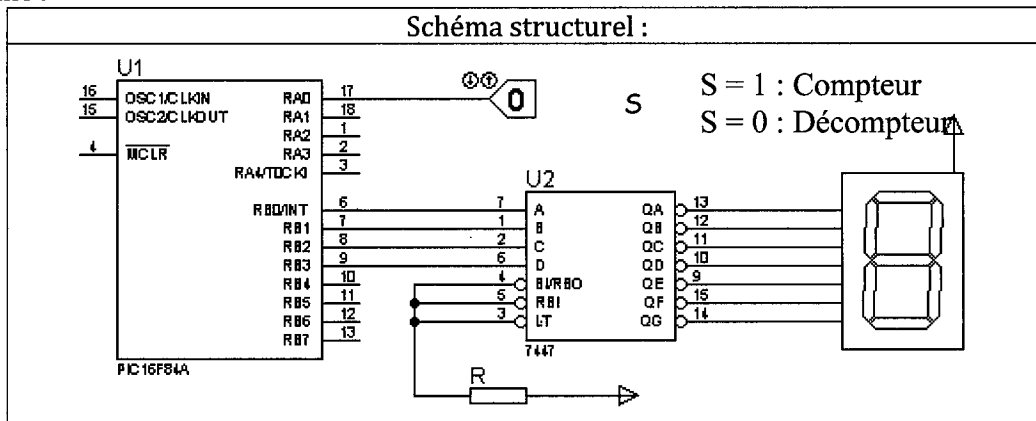 Schéma structurel :
U1
16 OSC1/CLKIN RA0 17
15 OSC2/CLKOUT RA1 18
RA2 1
4 MCLR RA3 2
RA4/T0CKI 3
RB0/INT 6
RB1 7
RB2 8
RB3 9
RB4 10
RB5 11
RB6 12
RB7 13
PIC16F84A
0
S
S = 1 : Compteur
S = 0 : Décompteur
U2
7 A QA 13
1 B QB 12
2 C QC 11
6 D QD 10
4 BI/RBO QE 9
5 RBI QF 15
3 LT QG 14
7447
R